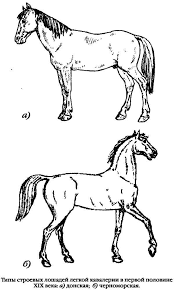 а)
б)
Типы строевых лошадей легкой кавалерии в первой половине
XIX века: а) донская; б) черноморская.